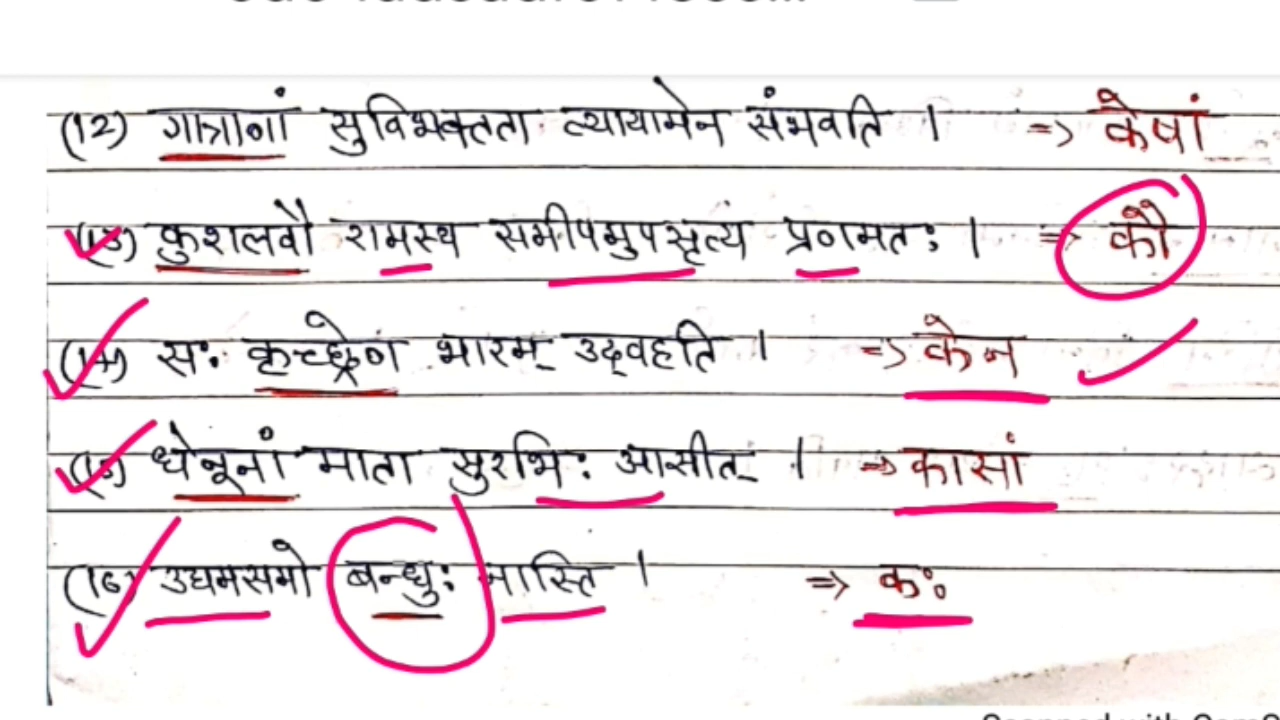 (12) गात्राणां सुविभक्तता व्यायामेन संभवति । => केषां
(13) कुशलवौ रामस्य समीपमुपसृत्य प्रणमतः । => कौ
(14) सः कृच्छ्रेण भारम् उद्वहति । => केन
(15) धेनूनां माता सुरभिः आसीत् । => कासां
(16) उद्यमसमो बन्धुः नास्ति । => कः